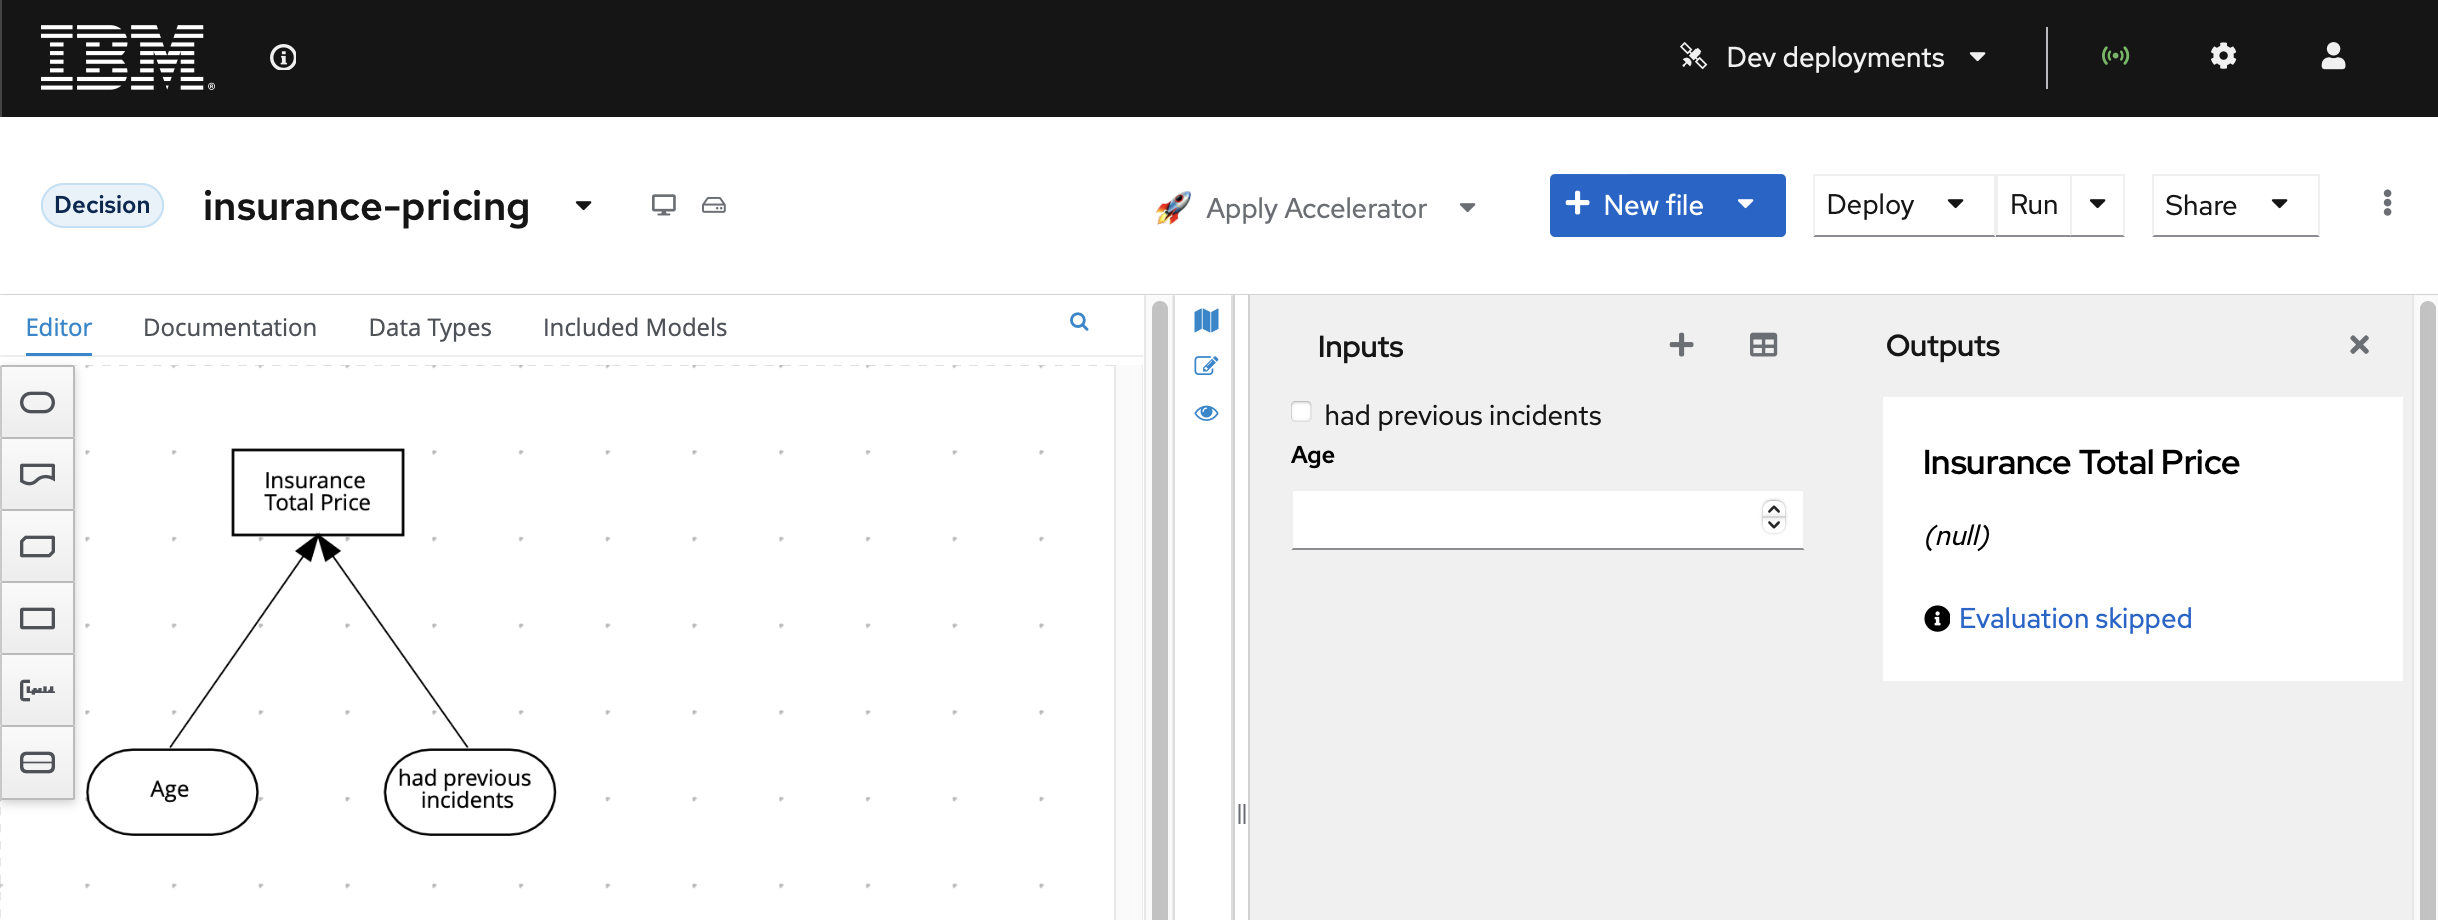 IBM®
Dev deployments
Decision
insurance-pricing
Apply Accelerator
New file
Deploy
Run
Share
Editor
Documentation
Data Types
Included Models
Insurance
Total Price
Age
had previous
incidents
Inputs
had previous incidents
Age
Outputs
Insurance Total Price
(null)
Evaluation skipped